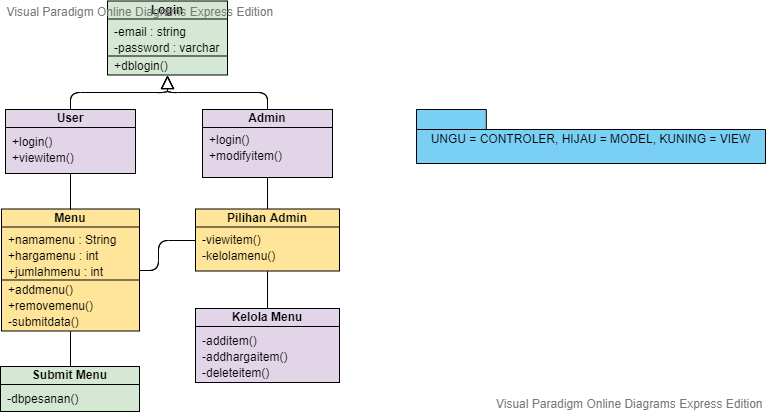 Visual Paradigm Online Diagrams Express Edition
Login
-email : string
-password : varchar
+dblogin()
User
+login()
+viewitem()
Admin
+login()
+modifyitem()
UNGU = CONTROLER, HIJAU = MODEL, KUNING = VIEW
Menu
+namamenu : String
+hargamenu : int
+jumlahmenu : int
+addmenu()
+removemenu()
-submitdata()
Pilihan Admin
-viewitem()
-kelolamenu()
Kelola Menu
-additem()
-addhargaitem()
-deleteitem()
Submit Menu
-dbpesanan()
Visual Paradigm Online Diagrams Express Edition